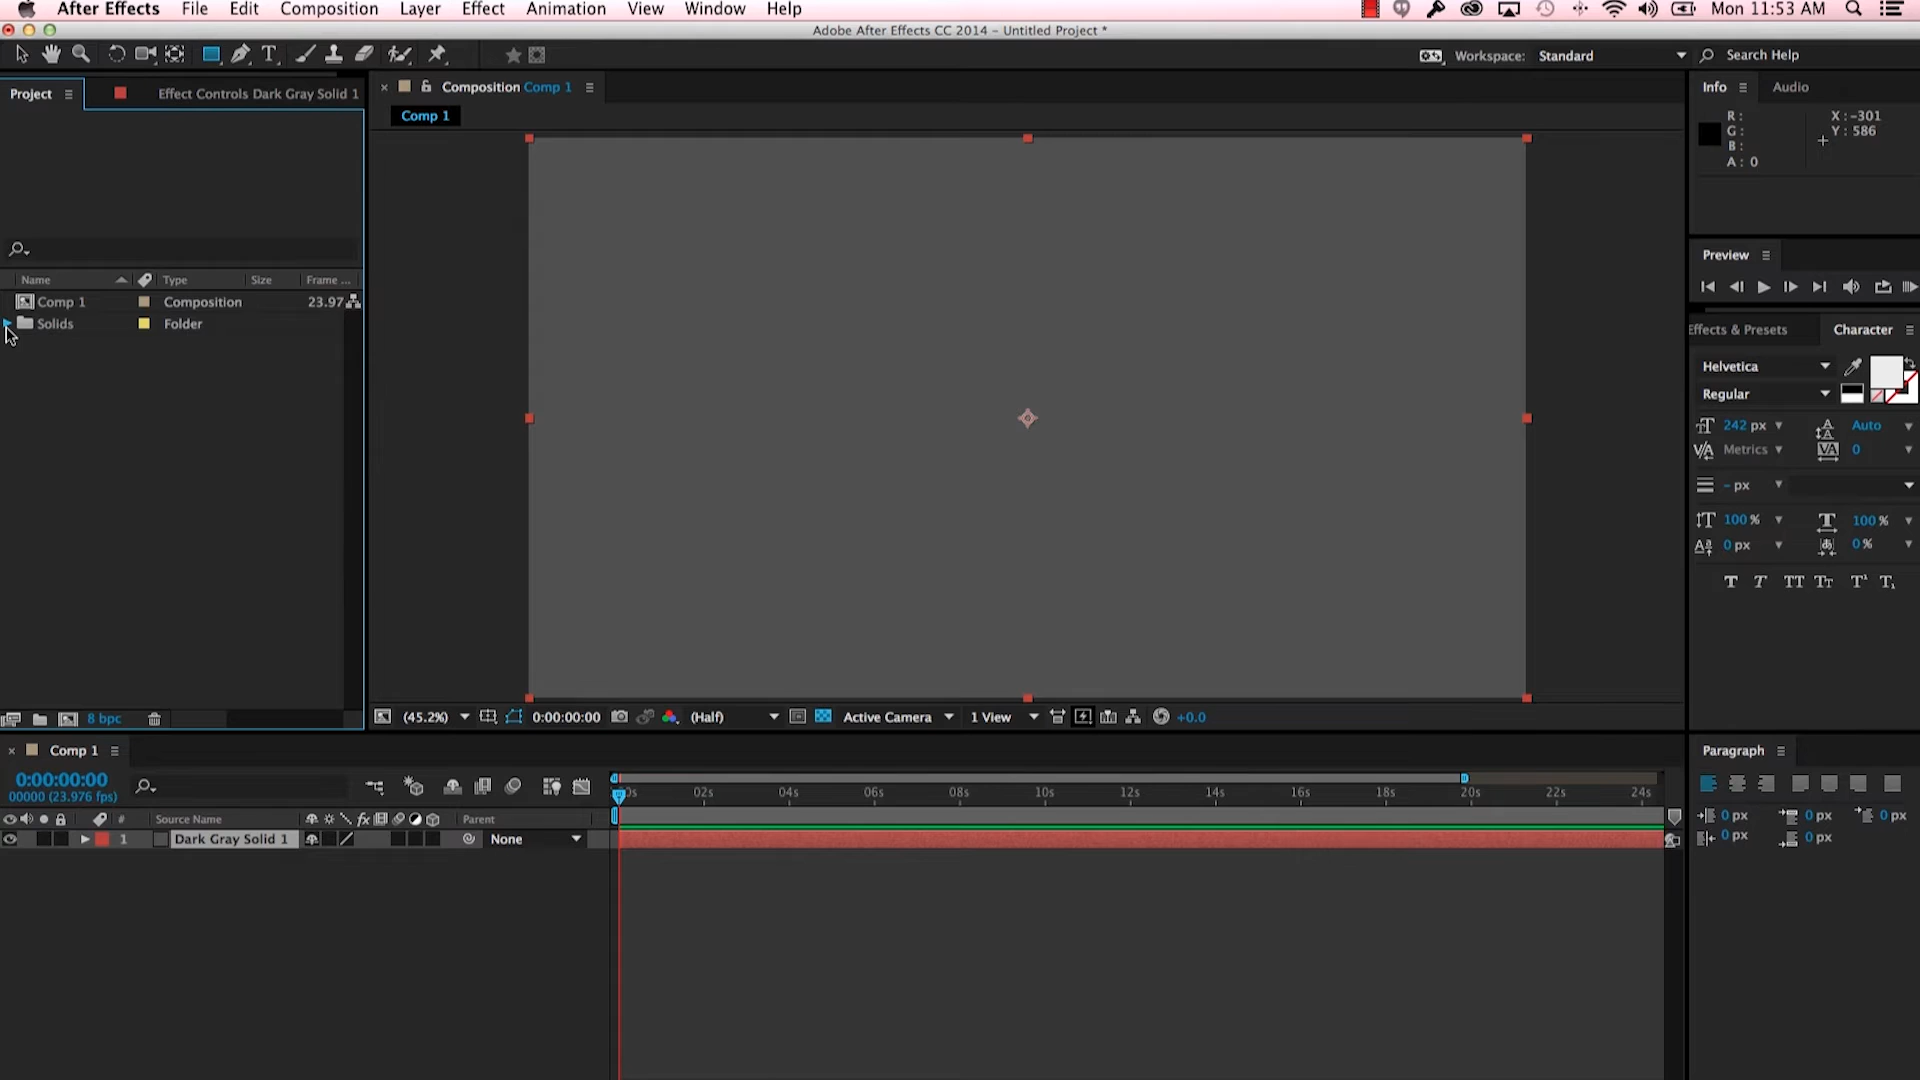 After Effects File Edit Composition Layer Effect Animation View Window Help Mon 11:53 AM
Adobe After Effects CC 2014 - Untitled Project *
Workspace: Standard Search Help
Project Effect Controls Dark Gray Solid 1 Composition Comp 1 Info Audio
Comp 1
R: X: -301
G: Y: 586
B:
A: 0
Preview
Name Type Size Frame ...
Comp 1 Composition 23.97
Solids Folder
Effects & Presets Character
Helvetica
Regular
242 px Auto
Metrics 0
- px
100 % 100 %
0 px 0 %
T T TT Tt T¹ T₁
8 bpc (45.2%) 0:00:00:00 (Half) Active Camera 1 View +0.0
Comp 1 Paragraph
0:00:00:00
00000 (23.976 fps)
0s 02s 04s 06s 08s 10s 12s 14s 16s 18s 20s 22s 24s
# Source Name Parent
1 Dark Gray Solid 1 None
0 px 0 px 0 px
0 px 0 px